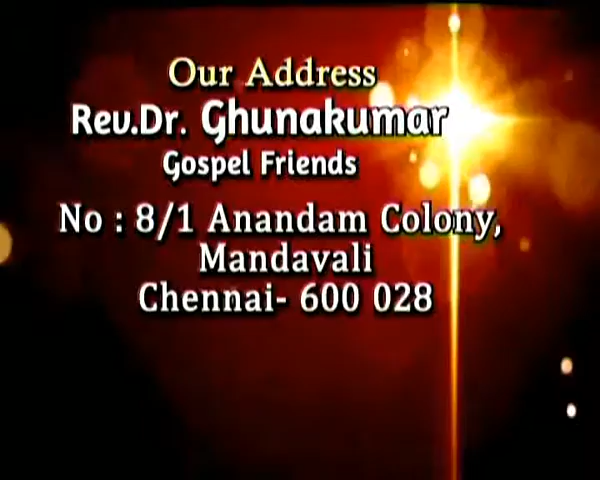 Our Address
Rev.Dr. Ghunakumar
Gospel Friends
No : 8/1 Anandam Colony,
Mandavali
Chennai- 600 028